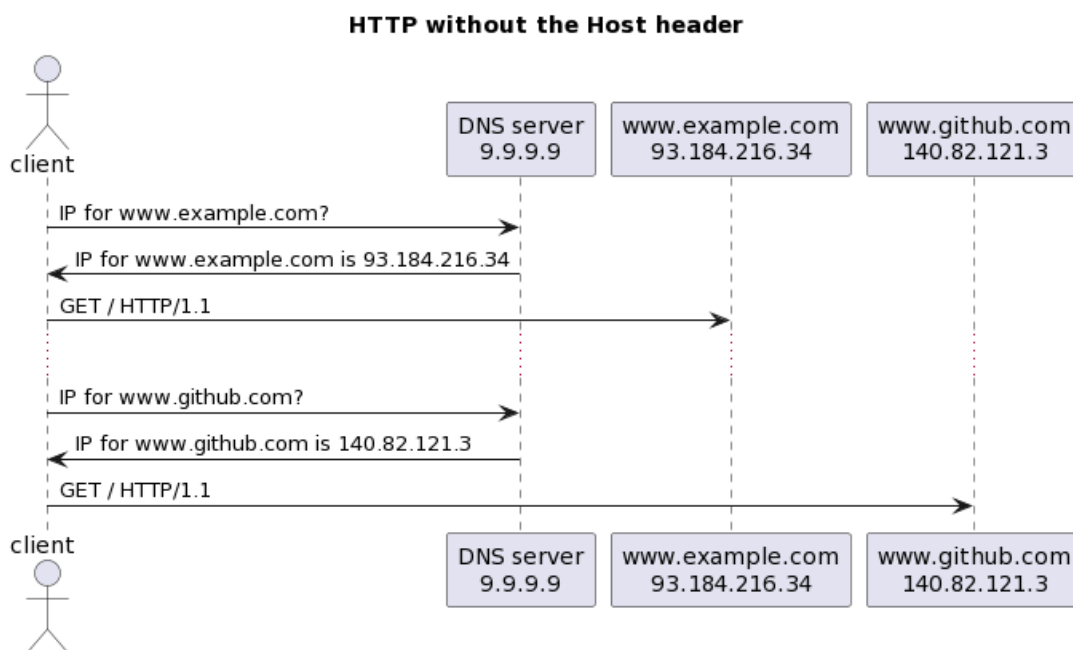 HTTP without the Host header
client
DNS server
9.9.9.9
www.example.com
93.184.216.34
www.github.com
140.82.121.3
IP for www.example.com?
IP for www.example.com is 93.184.216.34
GET / HTTP/1.1
IP for www.github.com?
IP for www.github.com is 140.82.121.3
GET / HTTP/1.1
client
DNS server
9.9.9.9
www.example.com
93.184.216.34
www.github.com
140.82.121.3